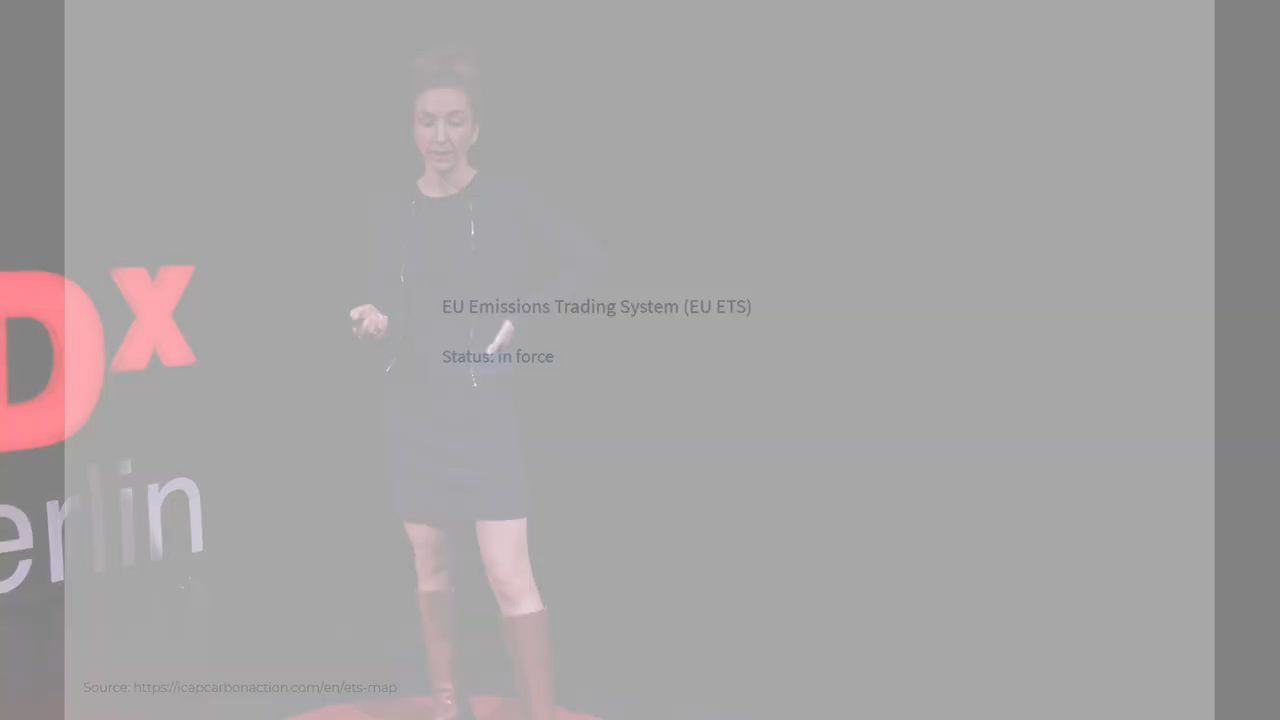 Dx
erlin
EU Emissions Trading System (EU ETS)
Status: in force
Source: https://icapcarbonaction.com/en/ets-map